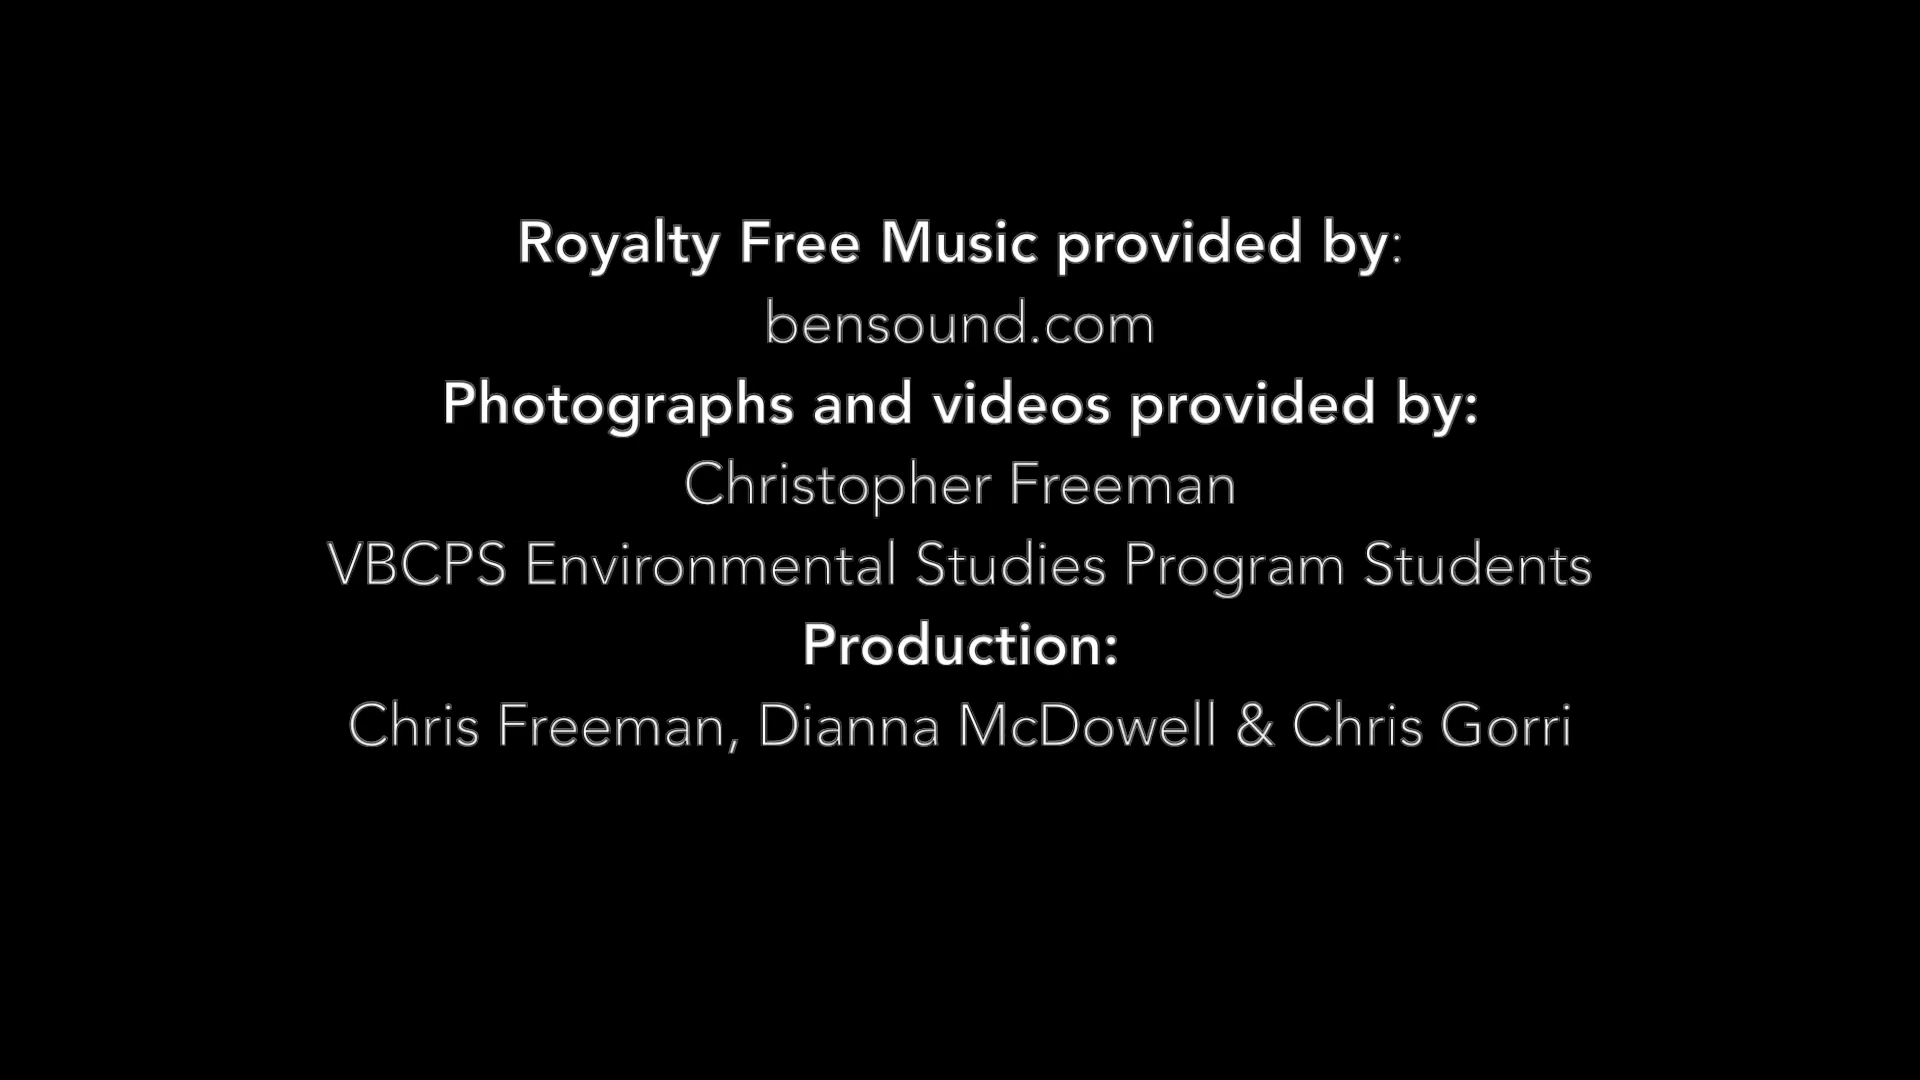 Royalty Free Music provided by:
bensound.com
Photographs and videos provided by:
Christopher Freeman
VBCPS Environmental Studies Program Students
Production:
Chris Freeman, Dianna McDowell & Chris Gorri